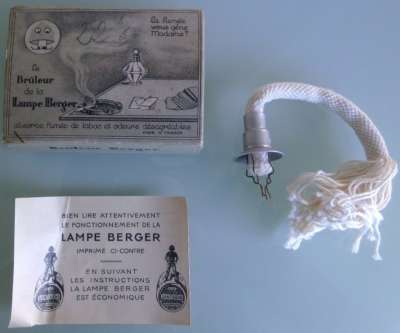 La Fumée
vous gêne
Madame?
Le
Brûleur
de la
Lampe Berger
absorbe fumée de tabac et odeurs désagréables
BIEN LIRE ATTENTIVEMENT
LE FONCTIONNEMENT DE LA
LAMPE BERGER
IMPRIMÉ CI-CONTRE
EN SUIVANT
LES INSTRUCTIONS
LA LAMPE BERGER
EST ÉCONOMIQUE